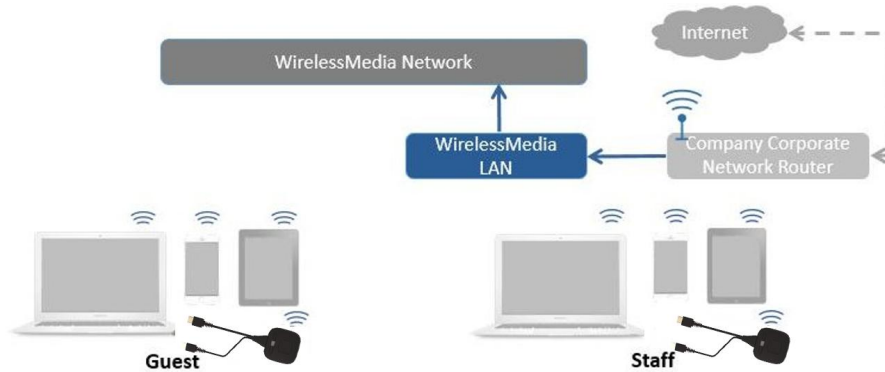 Internet
WirelessMedia Network
WirelessMedia
LAN
Company Corporate
Network Router
Guest
Staff